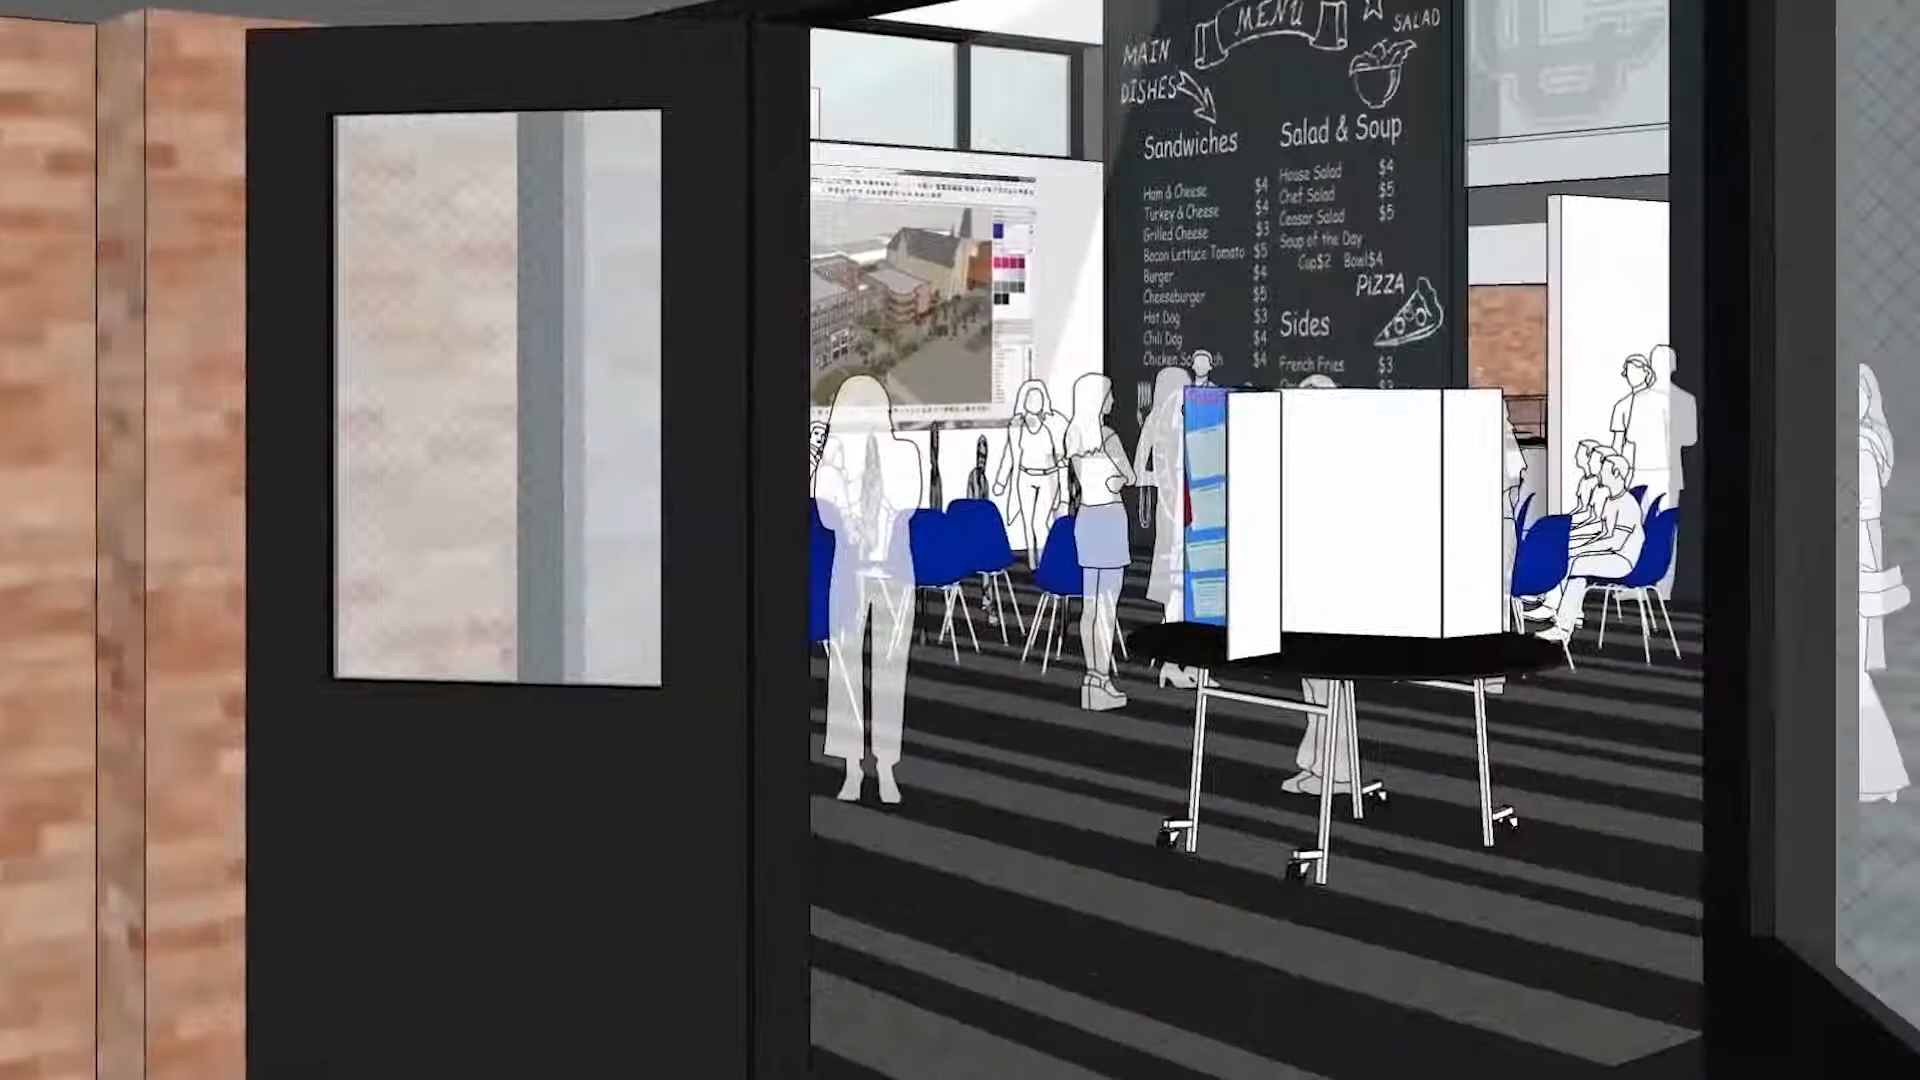 MENU
MAIN
DISHES
SALAD
Sandwiches
Ham & Cheese $4
Turkey & Cheese $4
Grilled Cheese $3
Bacon Lettuce Tomato $5
Burger $4
Cheeseburger $5
Hot Dog $3
Chili Dog $4
Chicken $4
Salad & Soup
House Salad $4
Chef Salad $5
Ceasar Salad $5
Soup of the Day
Cup$2 Bowl$4
PIZZA
Sides
French Fries $3